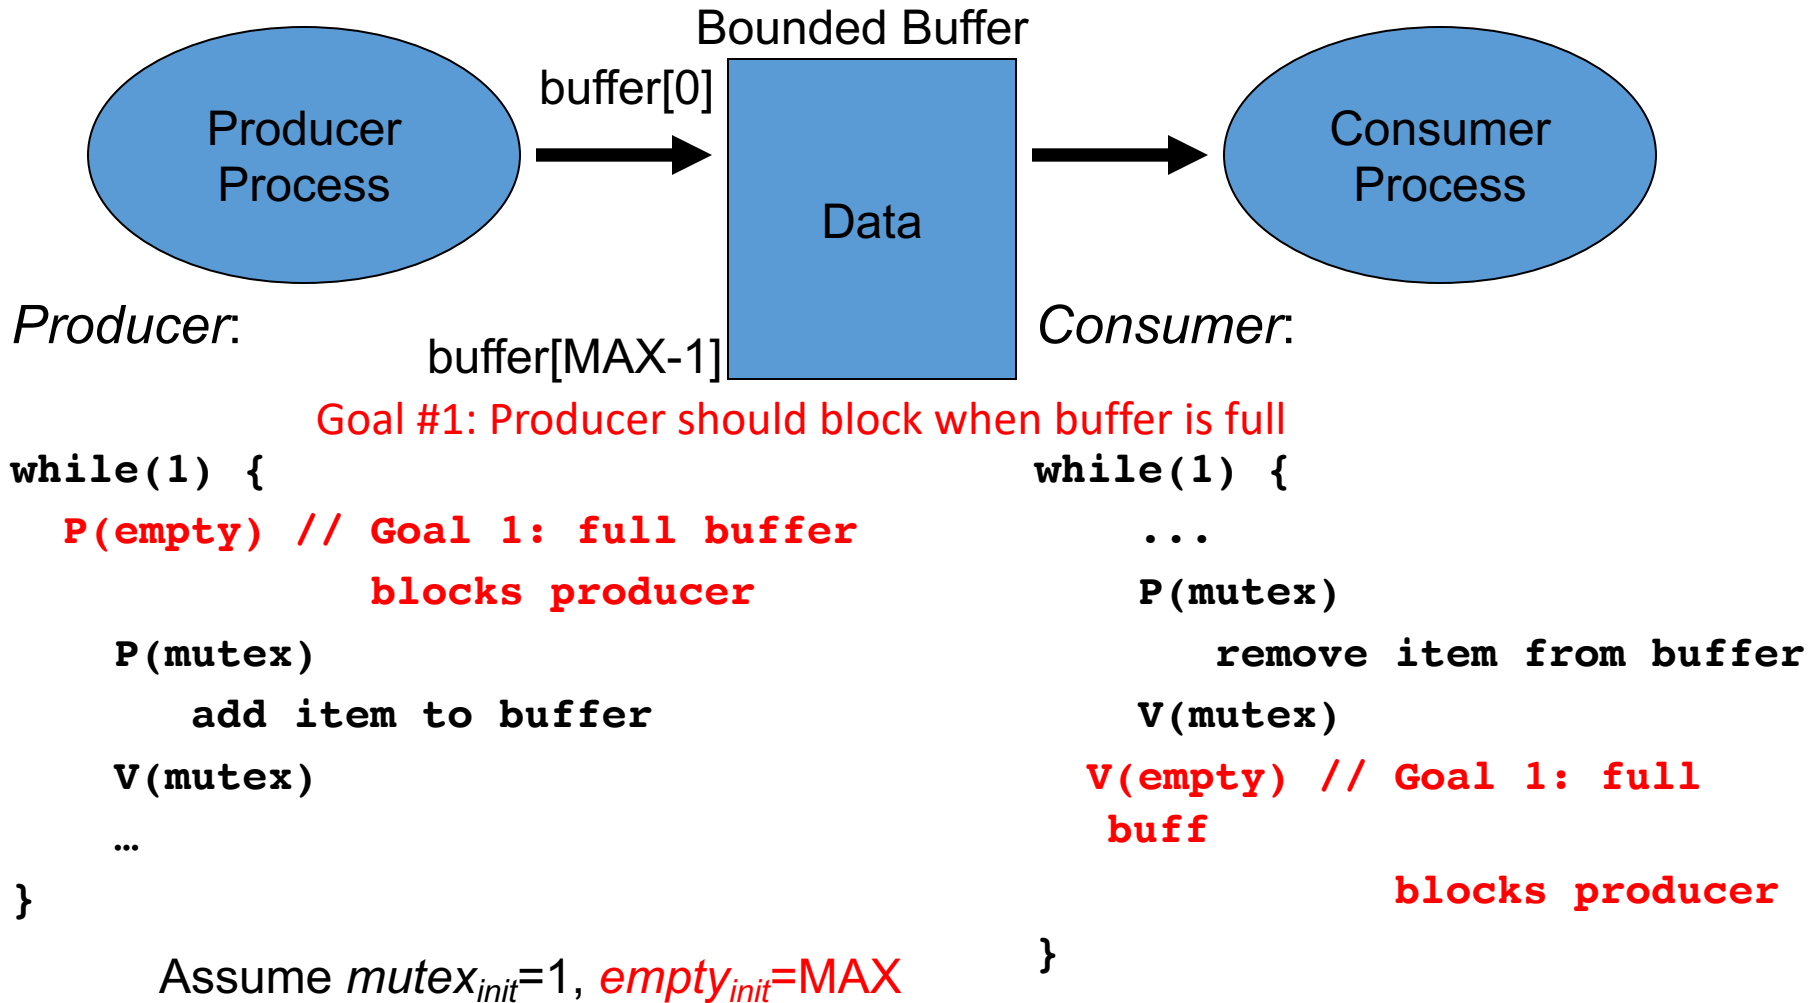 Bounded Buffer
buffer[0]
Producer
Process
Data
Consumer
Process
buffer[MAX-1]
Producer:
Consumer:
Goal #1: Producer should block when buffer is full
while(1) {
P(empty) // Goal 1: full buffer
blocks producer
P(mutex)
add item to buffer
V(mutex)
…
}
while(1) {
...
P(mutex)
remove item from buffer
V(mutex)
V(empty) // Goal 1: full
buff
blocks producer
}
Assume mutexinit=1, emptyinit=MAX